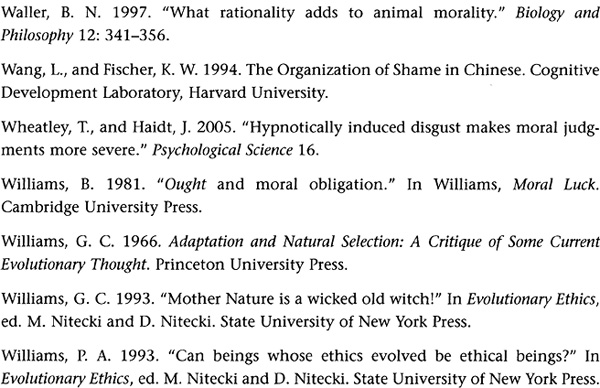 Waller, B. N. 1997. “What rationality adds to animal morality.” Biology and
Philosophy 12: 341–356.
Wang, L., and Fischer, K. W. 1994. The Organization of Shame in Chinese. Cognitive
Development Laboratory, Harvard University.
Wheatley, T., and Haidt, J. 2005. “Hypnotically induced disgust makes moral judg-
ments more severe.” Psychological Science 16.
Williams, B. 1981. “Ought and moral obligation.” In Williams, Moral Luck.
Cambridge University Press.
Williams, G. C. 1966. Adaptation and Natural Selection: A Critique of Some Current
Evolutionary Thought. Princeton University Press.
Williams, G. C. 1993. “Mother Nature is a wicked old witch!” In Evolutionary Ethics,
ed. M. Nitecki and D. Nitecki. State University of New York Press.
Williams, P. A. 1993. “Can beings whose ethics evolved be ethical beings?” In
Evolutionary Ethics, ed. M. Nitecki and D. Nitecki. State University of New York Press.